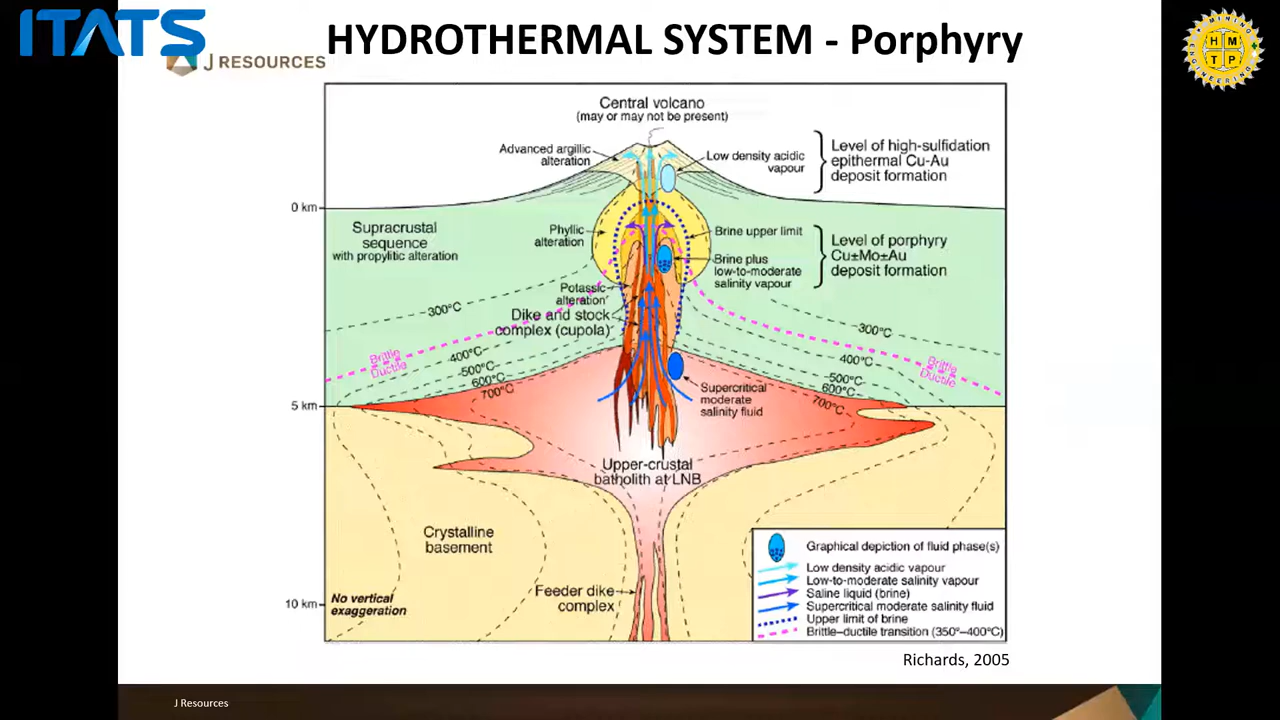 ITATS
J RESOURCES
HYDROTHERMAL SYSTEM - Porphyry
MINING
ENGINEERING
H M
T P
Central volcano
(may or may not be present)
Advanced argillic
alteration
Low density acidic
vapour
Level of high-sulfidation
epithermal Cu-Au
deposit formation
0 km
Supracrustal
sequence
with propylitic alteration
Phyllic
alteration
Brine upper limit
Brine plus
low-to-moderate
salinity vapour
Level of porphyry
Cu±Mo±Au
deposit formation
Potassic
alteration
Dike and stock
complex (cupola)
300°C
300°C
Brittle
Ductile
400°C
500°C
600°C
700°C
400°C
500°C
600°C
700°C
Brittle
Ductile
Supercritical
moderate
salinity fluid
5 km
Upper-crustal
batholith at LNB
Crystalline
basement
Feeder dike
complex
No vertical
exaggeration
10 km
Graphical depiction of fluid phase(s)
Low density acidic vapour
Low-to-moderate salinity vapour
Saline liquid (brine)
Supercritical moderate salinity fluid
Upper limit of brine
Brittle–ductile transition (350°–400°C)
Richards, 2005
J Resources